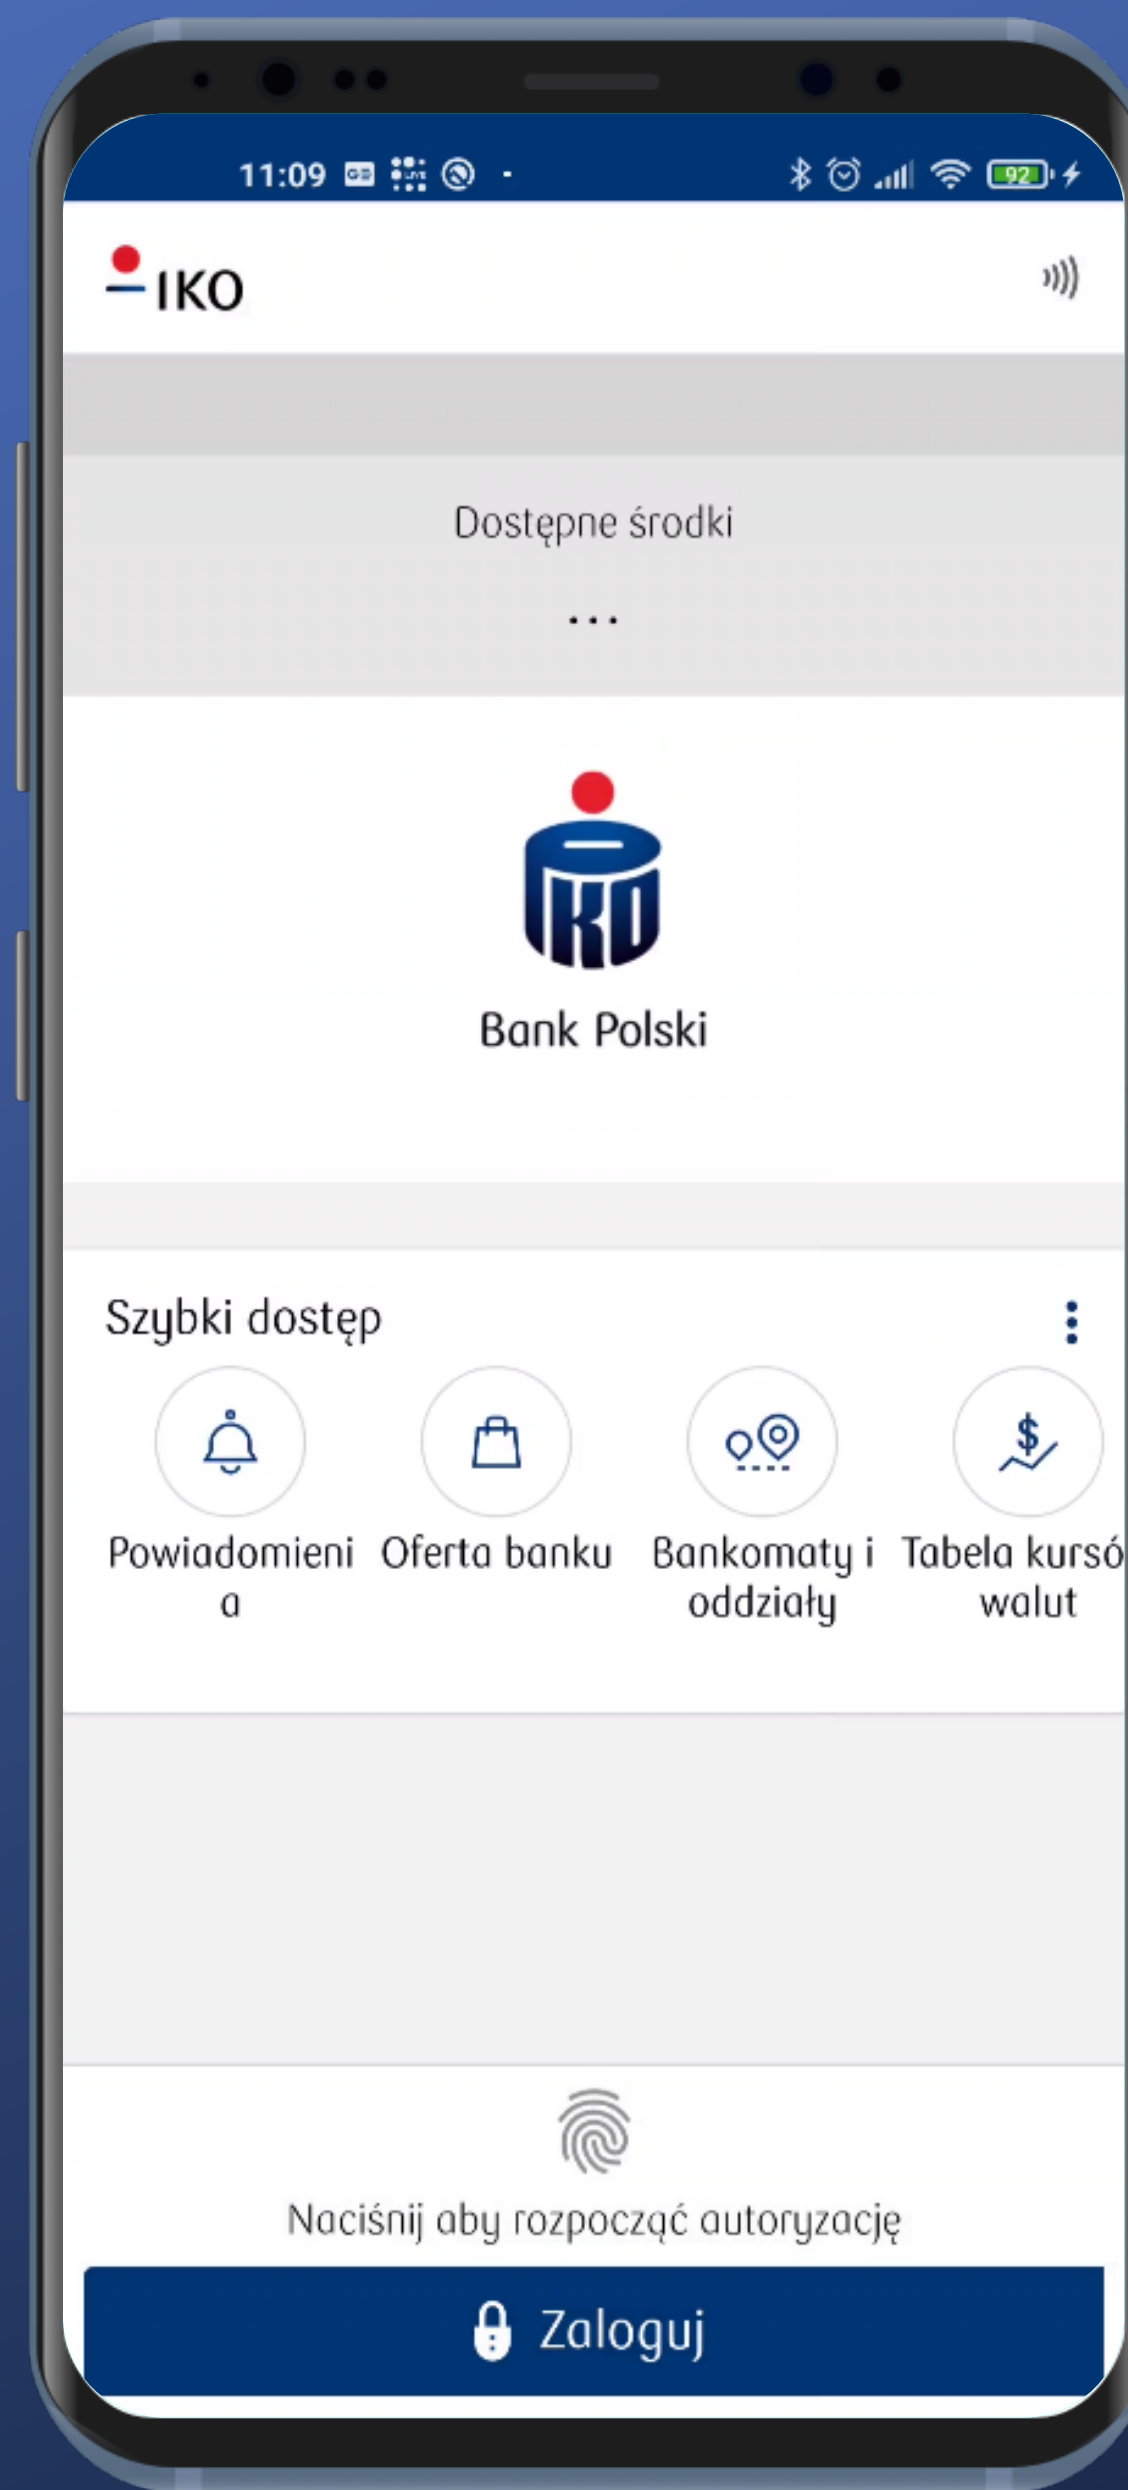 11:09
92
IKO
Dostępne środki
...
PKO
Bank Polski
Szybki dostęp
Powiadomieni
a
Oferta banku
Bankomaty i
oddziały
Tabela kursó
walut
Naciśnij aby rozpocząć autoryzację
Zaloguj